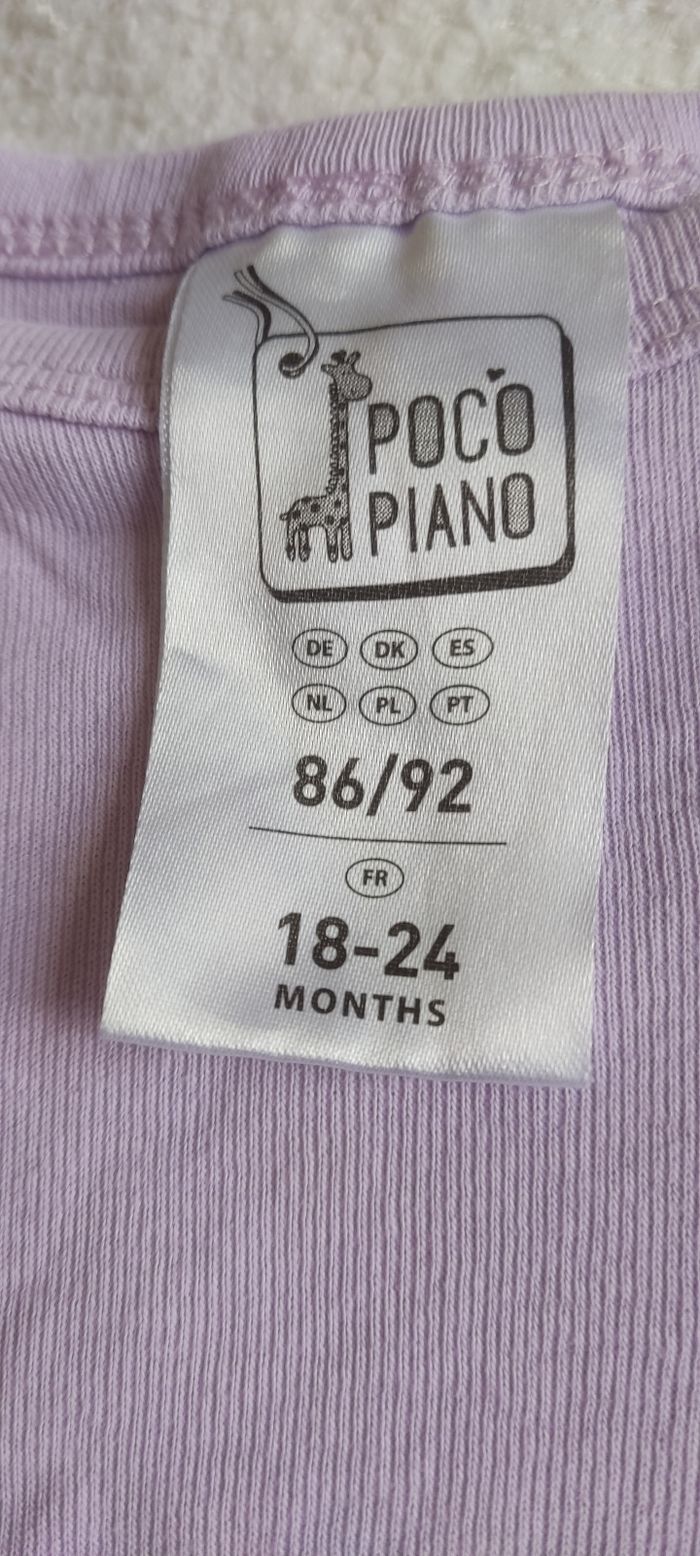 POCO
PIANO
DE DK ES
NL PL PT
86/92
FR
18-24
MONTHS